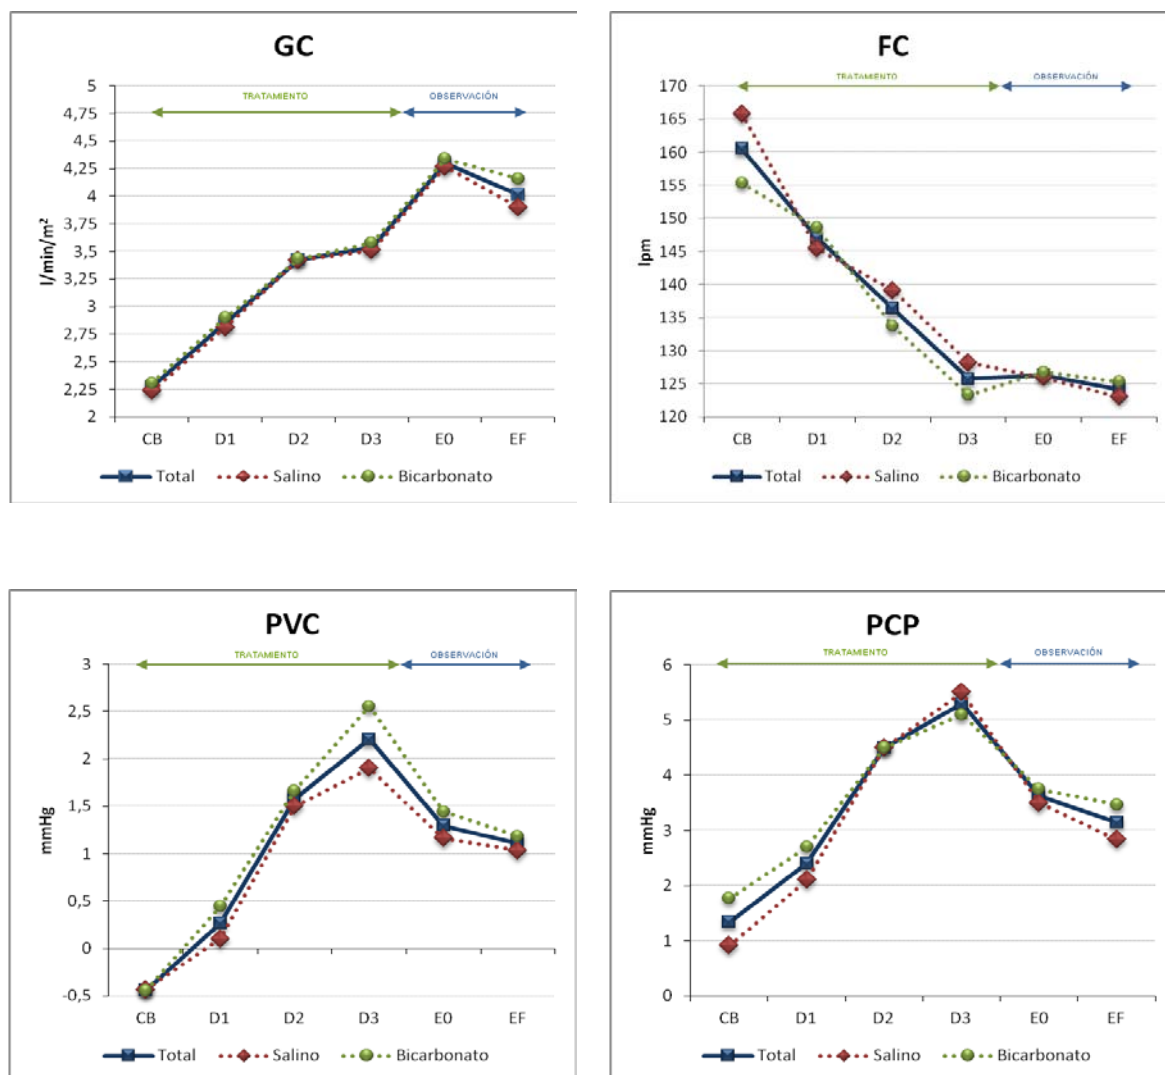 GC
TRATAMIENTO OBSERVACIÓN
l/min/m²
5
4,75
4,5
4,25
4
3,75
3,5
3,25
3
2,75
2,5
2,25
2
CB D1 D2 D3 E0 EF
Total Salino Bicarbonato
FC
TRATAMIENTO OBSERVACIÓN
lpm
170
165
160
155
150
145
140
135
130
125
120
CB D1 D2 D3 E0 EF
Total Salino Bicarbonato
PVC
TRATAMIENTO OBSERVACIÓN
mmHg
3
2,5
2
1,5
1
0,5
0
-0,5
CB D1 D2 D3 E0 EF
Total Salino Bicarbonato
PCP
TRATAMIENTO OBSERVACIÓN
mmHg
6
5
4
3
2
1
0
CB D1 D2 D3 E0 EF
Total Salino Bicarbonato